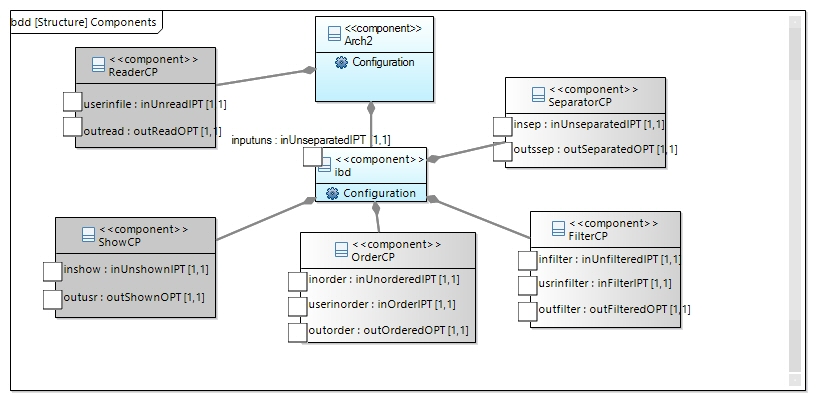 bdd [Structure] Components
<<component>>
Arch2
Configuration
<<component>>
ReaderCP
userinfile : inUnreadIPT [1,1]
outread : outReadOPT [1,1]
<<component>>
SeparatorCP
insep : inUnseparatedIPT [1,1]
outssep : outSeparatedOPT [1,1]
inputuns : inUnseparatedIPT [1,1]
<<component>>
ibd
Configuration
<<component>>
ShowCP
inshow : inUnshownIPT [1,1]
outusr : outShownOPT [1,1]
<<component>>
OrderCP
inorder : inUnorderedIPT [1,1]
userinorder : inOrderIPT [1,1]
outorder : outOrderedOPT [1,1]
<<component>>
FilterCP
infilter : inUnfilteredIPT [1,1]
usrinfilter : inFilterIPT [1,1]
outfilter : outFilteredOPT [1,1]